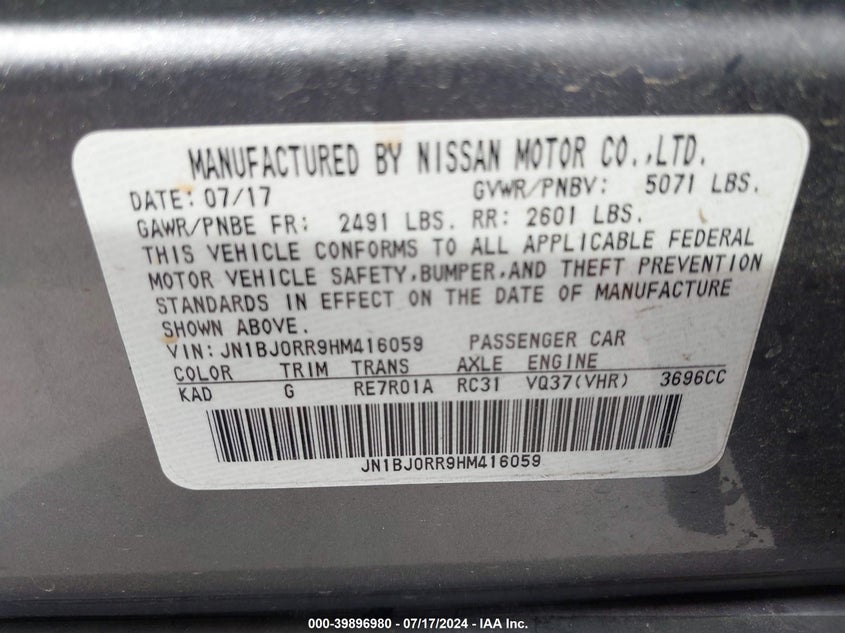 MANUFACTURED BY NISSAN MOTOR CO.,LTD.
DATE: 07/17 GVWR/PNBV: 5071 LBS.
GAWR/PNBE FR: 2491 LBS. RR: 2601 LBS.
THIS VEHICLE CONFORMS TO ALL APPLICABLE FEDERAL
MOTOR VEHICLE SAFETY,BUMPER,AND THEFT PREVENTION
STANDARDS IN EFFECT ON THE DATE OF MANUFACTURE
SHOWN ABOVE.
VIN: JN1BJ0RR9HM416059 PASSENGER CAR
COLOR TRIM TRANS AXLE ENGINE
KAD G RE7R01A RC31 VQ37(VHR) 3696CC
JN1BJ0RR9HM416059
000-39896980 - 07/17/2024 - IAA Inc.